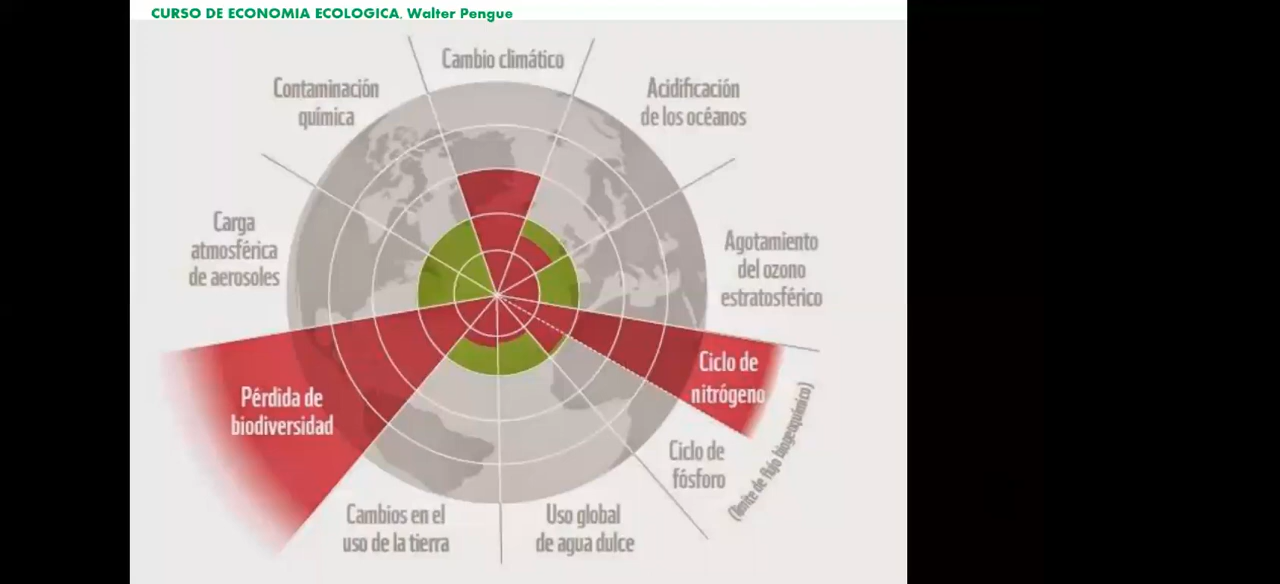 CURSO DE ECONOMIA ECOLOGICA, Walter Pengue
Cambio climático
Contaminación
química
Acidificación
de los océanos
Carga
atmosférica
de aerosoles
Agotamiento
del ozono
estratosférico
Pérdida de
biodiversidad
Ciclo de
nitrógeno
Ciclo de
fósforo
(límite de flujo biogeoquímico)
Cambios en el
uso de la tierra
Uso global
de agua dulce